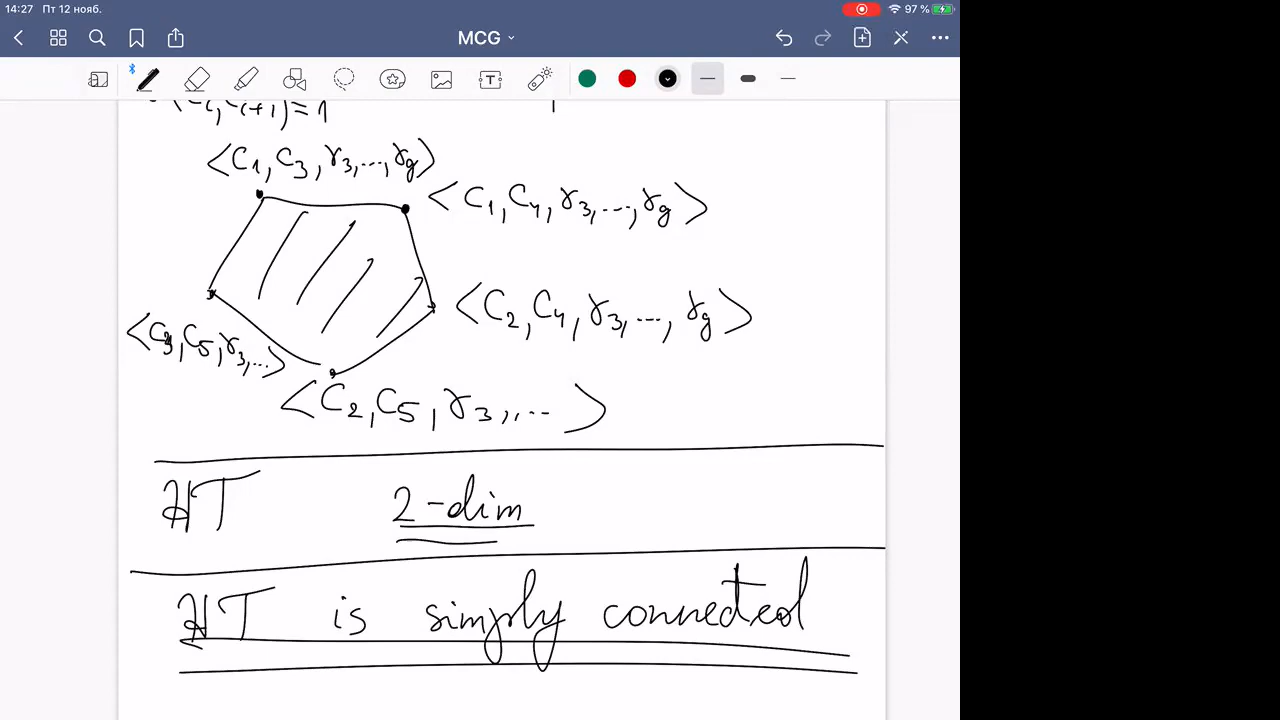 14:27 Пт 12 нояб. 97 %
MCG
T
⟨C₁, C₃, γ₃, ..., γg⟩
⟨C₁, C₄, γ₃, ..., γg⟩
⟨C₂, C₄, γ₃, ..., γg⟩
⟨C₃, C₅, γ₃, ...⟩
⟨C₂, C₅, γ₃, ...⟩
HT 2-dim
HT is simply connected